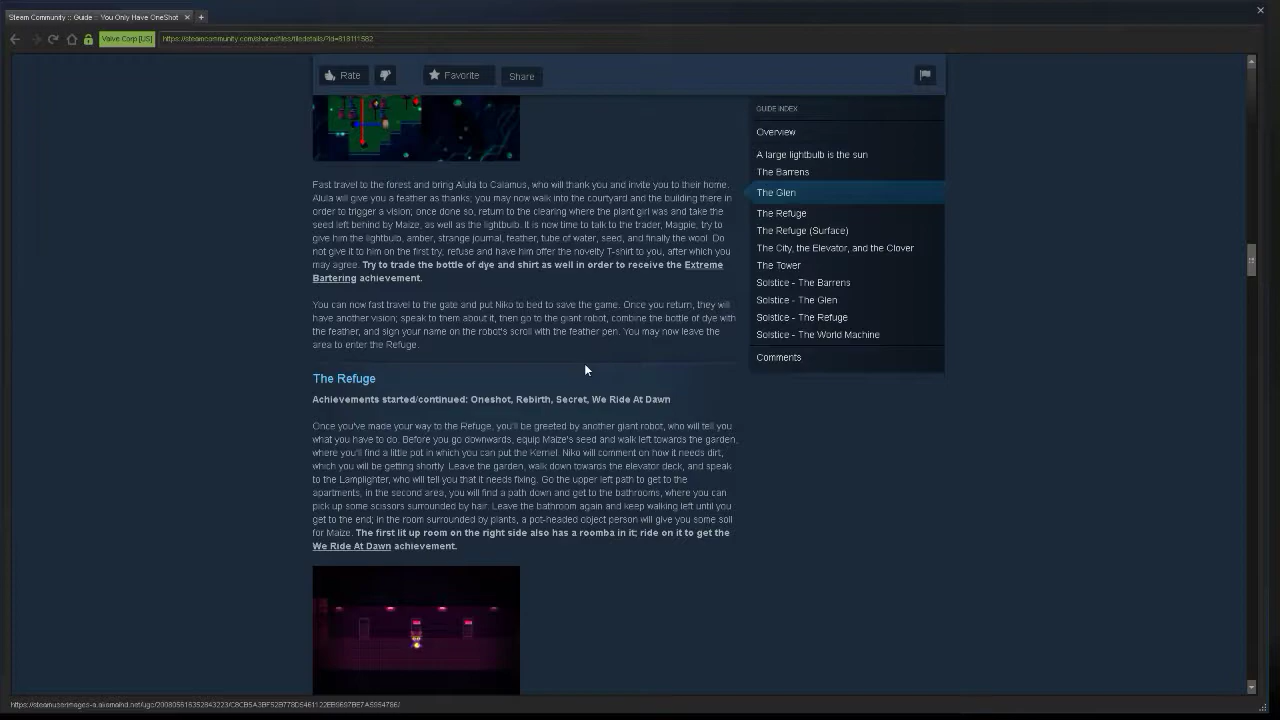 Steam Community :: Guide :: You Only Have OneShot
Valve Corp [US]
https://steamcommunity.com/sharedfiles/filedetails/?id=818111582
Rate
Favorite
Share
GUIDE INDEX
Overview
A large lightbulb is the sun
The Barrens
The Glen
The Refuge
The Refuge (Surface)
The City, the Elevator, and the Clover
The Tower
Solstice - The Barrens
Solstice - The Glen
Solstice - The Refuge
Solstice - The World Machine
Comments
Fast travel to the forest and bring Alula to Calamus, who will thank you and invite you to their home.
Alula will give you a feather as thanks; you may now walk into the courtyard and the building there in
order to trigger a vision; once done so, return to the clearing where the plant girl was and take the
seed left behind by Maize, as well as the lightbulb. It is now time to talk to the trader, Magpie, try to
give him the lightbulb, amber, strange journal, feather, tube of water, seed, and finally the wool. Do
not give it to him on the first try, refuse and have him offer the novelty T-shirt to you, after which you
may agree. Try to trade the bottle of dye and shirt as well in order to receive the Extreme
Bartering achievement.
You can now fast travel to the gate and put Niko to bed to save the game. Once you return, they will
have another vision; speak to them about it, then go to the giant robot, combine the bottle of dye with
the feather, and sign your name on the robot's scroll with the feather pen. You may now leave the
area to enter the Refuge.
The Refuge
Achievements started/continued: Oneshot, Rebirth, Secret, We Ride At Dawn
Once you've made your way to the Refuge, you'll be greeted by another giant robot, who will tell you
what you have to do. Before you go downwards, equip Maize's seed and walk left towards the garden,
where you'll find a little pot in which you can put the Kernel. Niko will comment on how it needs dirt,
which you will be getting shortly. Leave the garden, walk down towards the elevator deck, and speak
to the Lamplighter, who will tell you that it needs fixing. Go the upper left path to get to the
apartments, in the second area, you will find a path down and get to the bathrooms, where you can
pick up some scissors surrounded by hair. Leave the bathroom again and keep walking left until you
get to the end; in the room surrounded by plants, a pot-headed object person will give you some soil
for Maize. The first lit up room on the right side also has a roomba in it; ride on it to get the
We Ride At Dawn achievement.